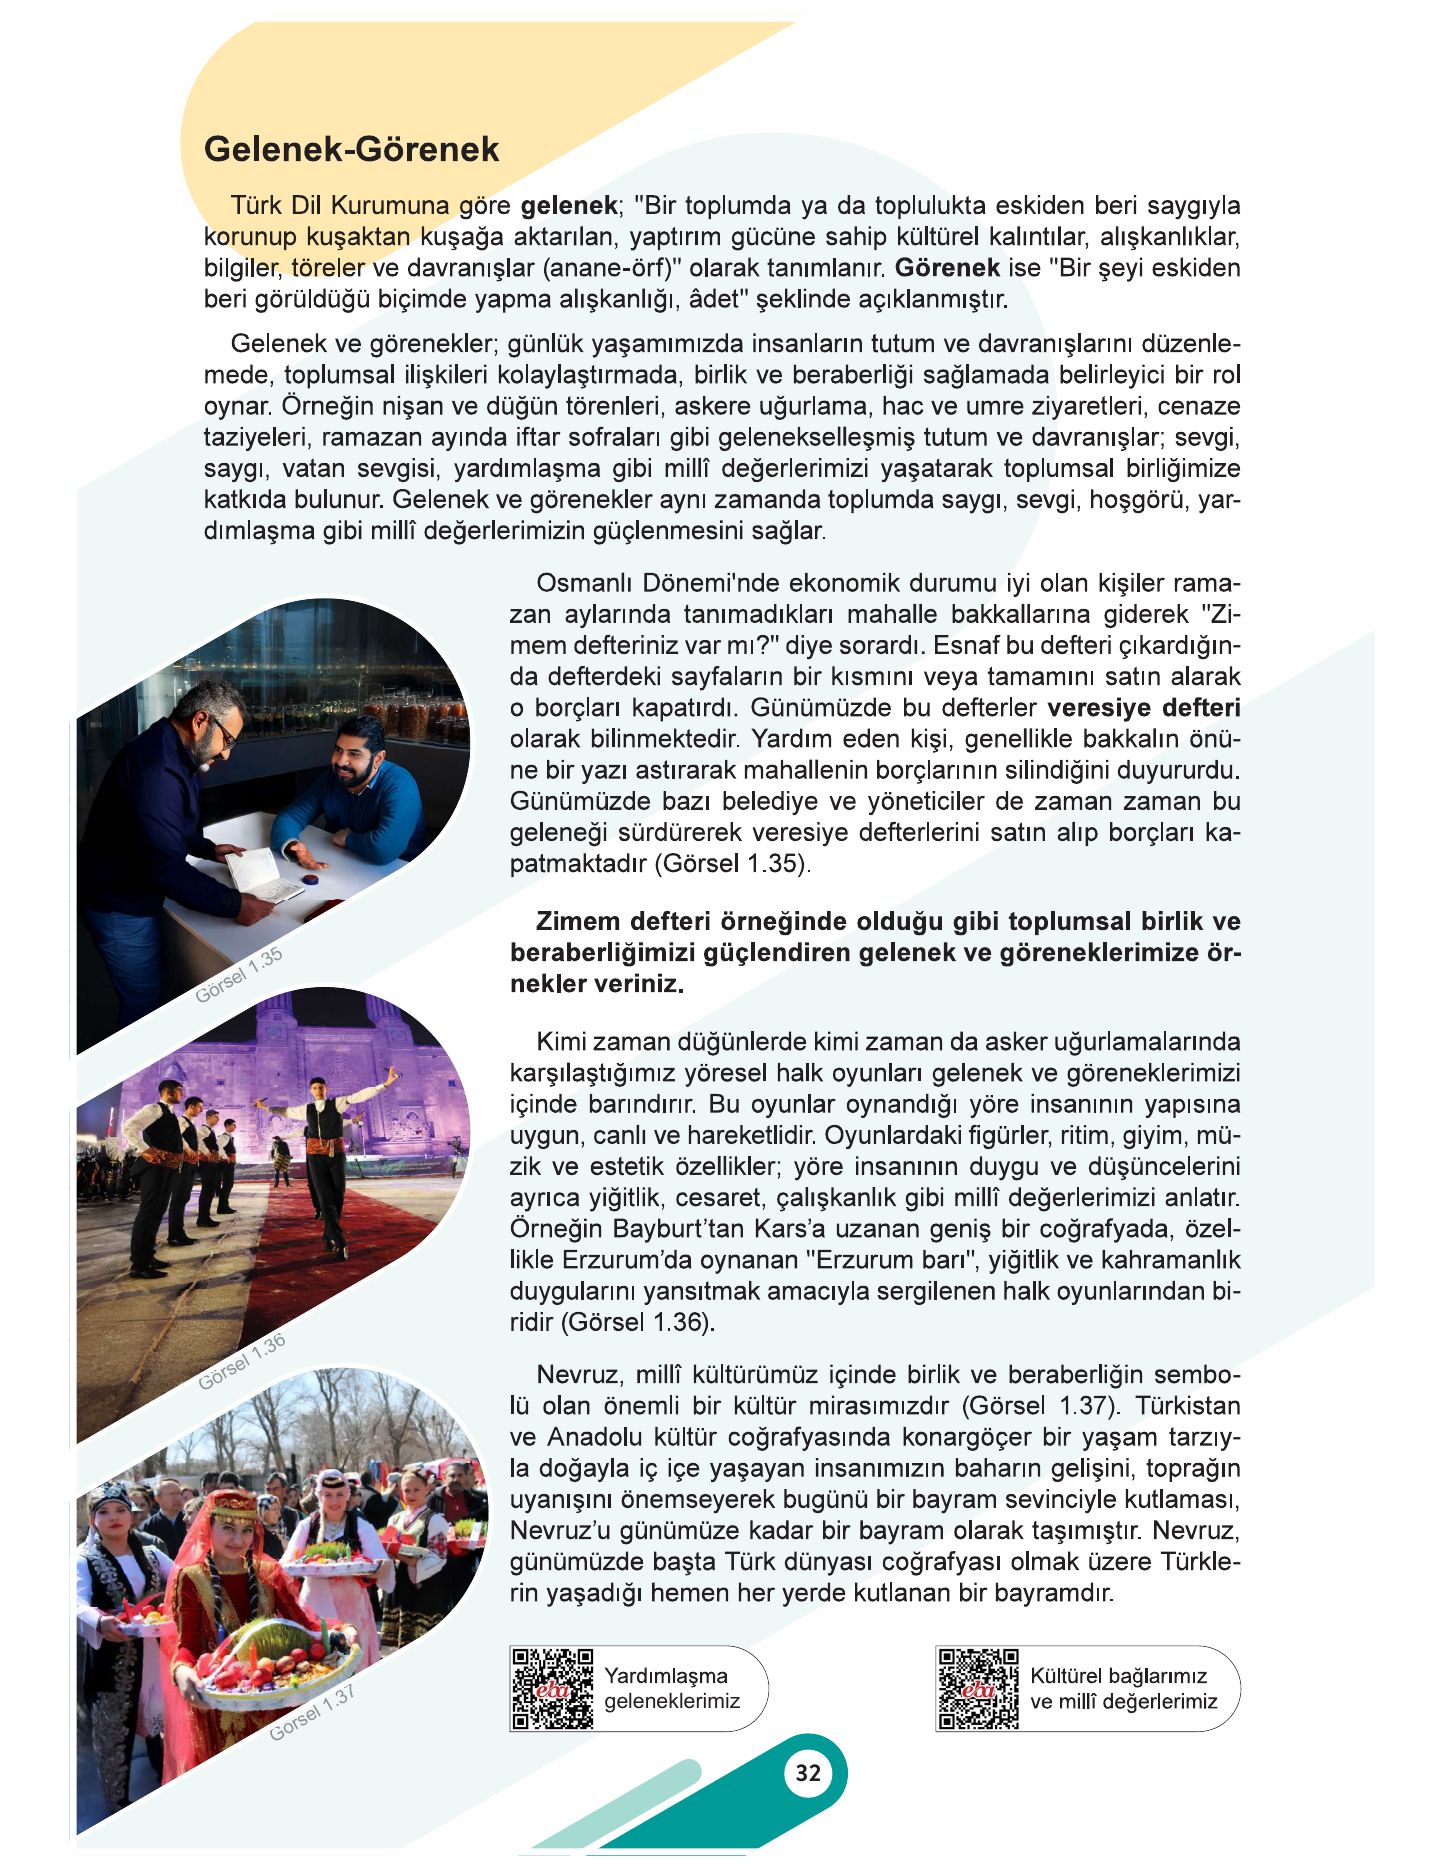 Gelenek-Görenek
Türk Dil Kurumuna göre gelenek; "Bir toplumda ya da toplulukta eskiden beri saygıyla
korunup kuşaktan kuşağa aktarılan, yaptırım gücüne sahip kültürel kalıntılar, alışkanlıklar,
bilgiler, töreler ve davranışlar (anane-örf)" olarak tanımlanır. Görenek ise "Bir şeyi eskiden
beri görüldüğü biçimde yapma alışkanlığı, âdet" şeklinde açıklanmıştır.
Gelenek ve görenekler; günlük yaşamımızda insanların tutum ve davranışlarını düzenle-
mede, toplumsal ilişkileri kolaylaştırmada, birlik ve beraberliği sağlamada belirleyici bir rol
oynar. Örneğin nişan ve düğün törenleri, askere uğurlama, hac ve umre ziyaretleri, cenaze
taziyeleri, ramazan ayında iftar sofraları gibi gelenekselleşmiş tutum ve davranışlar; sevgi,
saygı, vatan sevgisi, yardımlaşma gibi millî değerlerimizi yaşatarak toplumsal birliğimize
katkıda bulunur. Gelenek ve görenekler aynı zamanda toplumda saygı, sevgi, hoşgörü, yar-
dımlaşma gibi millî değerlerimizin güçlenmesini sağlar.
Osmanlı Dönemi'nde ekonomik durumu iyi olan kişiler rama-
zan aylarında tanımadıkları mahalle bakkallarına giderek "Zi-
mem defteriniz var mı?" diye sorardı. Esnaf bu defteri çıkardığın-
da defterdeki sayfaların bir kısmını veya tamamını satın alarak
o borçları kapatırdı. Günümüzde bu defterler veresiye defteri
olarak bilinmektedir. Yardım eden kişi, genellikle bakkalın önü-
ne bir yazı astırarak mahallenin borçlarının silindiğini duyururdu.
Günümüzde bazı belediye ve yöneticiler de zaman zaman bu
geleneği sürdürerek veresiye defterlerini satın alıp borçları ka-
patmaktadır (Görsel 1.35).
Görsel 1.35
Zimem defteri örneğinde olduğu gibi toplumsal birlik ve
beraberliğimizi güçlendiren gelenek ve göreneklerimize ör-
nekler veriniz.
Kimi zaman düğünlerde kimi zaman da asker uğurlamalarında
karşılaştığımız yöresel halk oyunları gelenek ve göreneklerimizi
içinde barındırır. Bu oyunlar oynandığı yöre insanının yapısına
uygun, canlı ve hareketlidir. Oyunlardaki figürler, ritim, giyim, mü-
zik ve estetik özellikler; yöre insanının duygu ve düşüncelerini
ayrıca yiğitlik, cesaret, çalışkanlık gibi millî değerlerimizi anlatır.
Örneğin Bayburt’tan Kars’a uzanan geniş bir coğrafyada, özel-
likle Erzurum’da oynanan "Erzurum barı", yiğitlik ve kahramanlık
duygularını yansıtmak amacıyla sergilenen halk oyunlarından bi-
ridir (Görsel 1.36).
Görsel 1.36
Nevruz, millî kültürümüz içinde birlik ve beraberliğin sembo-
lü olan önemli bir kültür mirasımızdır (Görsel 1.37). Türkistan
ve Anadolu kültür coğrafyasında konargöçer bir yaşam tarzıy-
la doğayla iç içe yaşayan insanımızın baharın gelişini, toprağın
uyanışını önemseyerek bugünü bir bayram sevinciyle kutlaması,
Nevruz’u günümüze kadar bir bayram olarak taşımıştır. Nevruz,
günümüzde başta Türk dünyası coğrafyası olmak üzere Türkle-
rin yaşadığı hemen her yerde kutlanan bir bayramdır.
Görsel 1.37
eba
Yardımlaşma
geleneklerimiz
eba
Kültürel bağlarımız
ve millî değerlerimiz
32